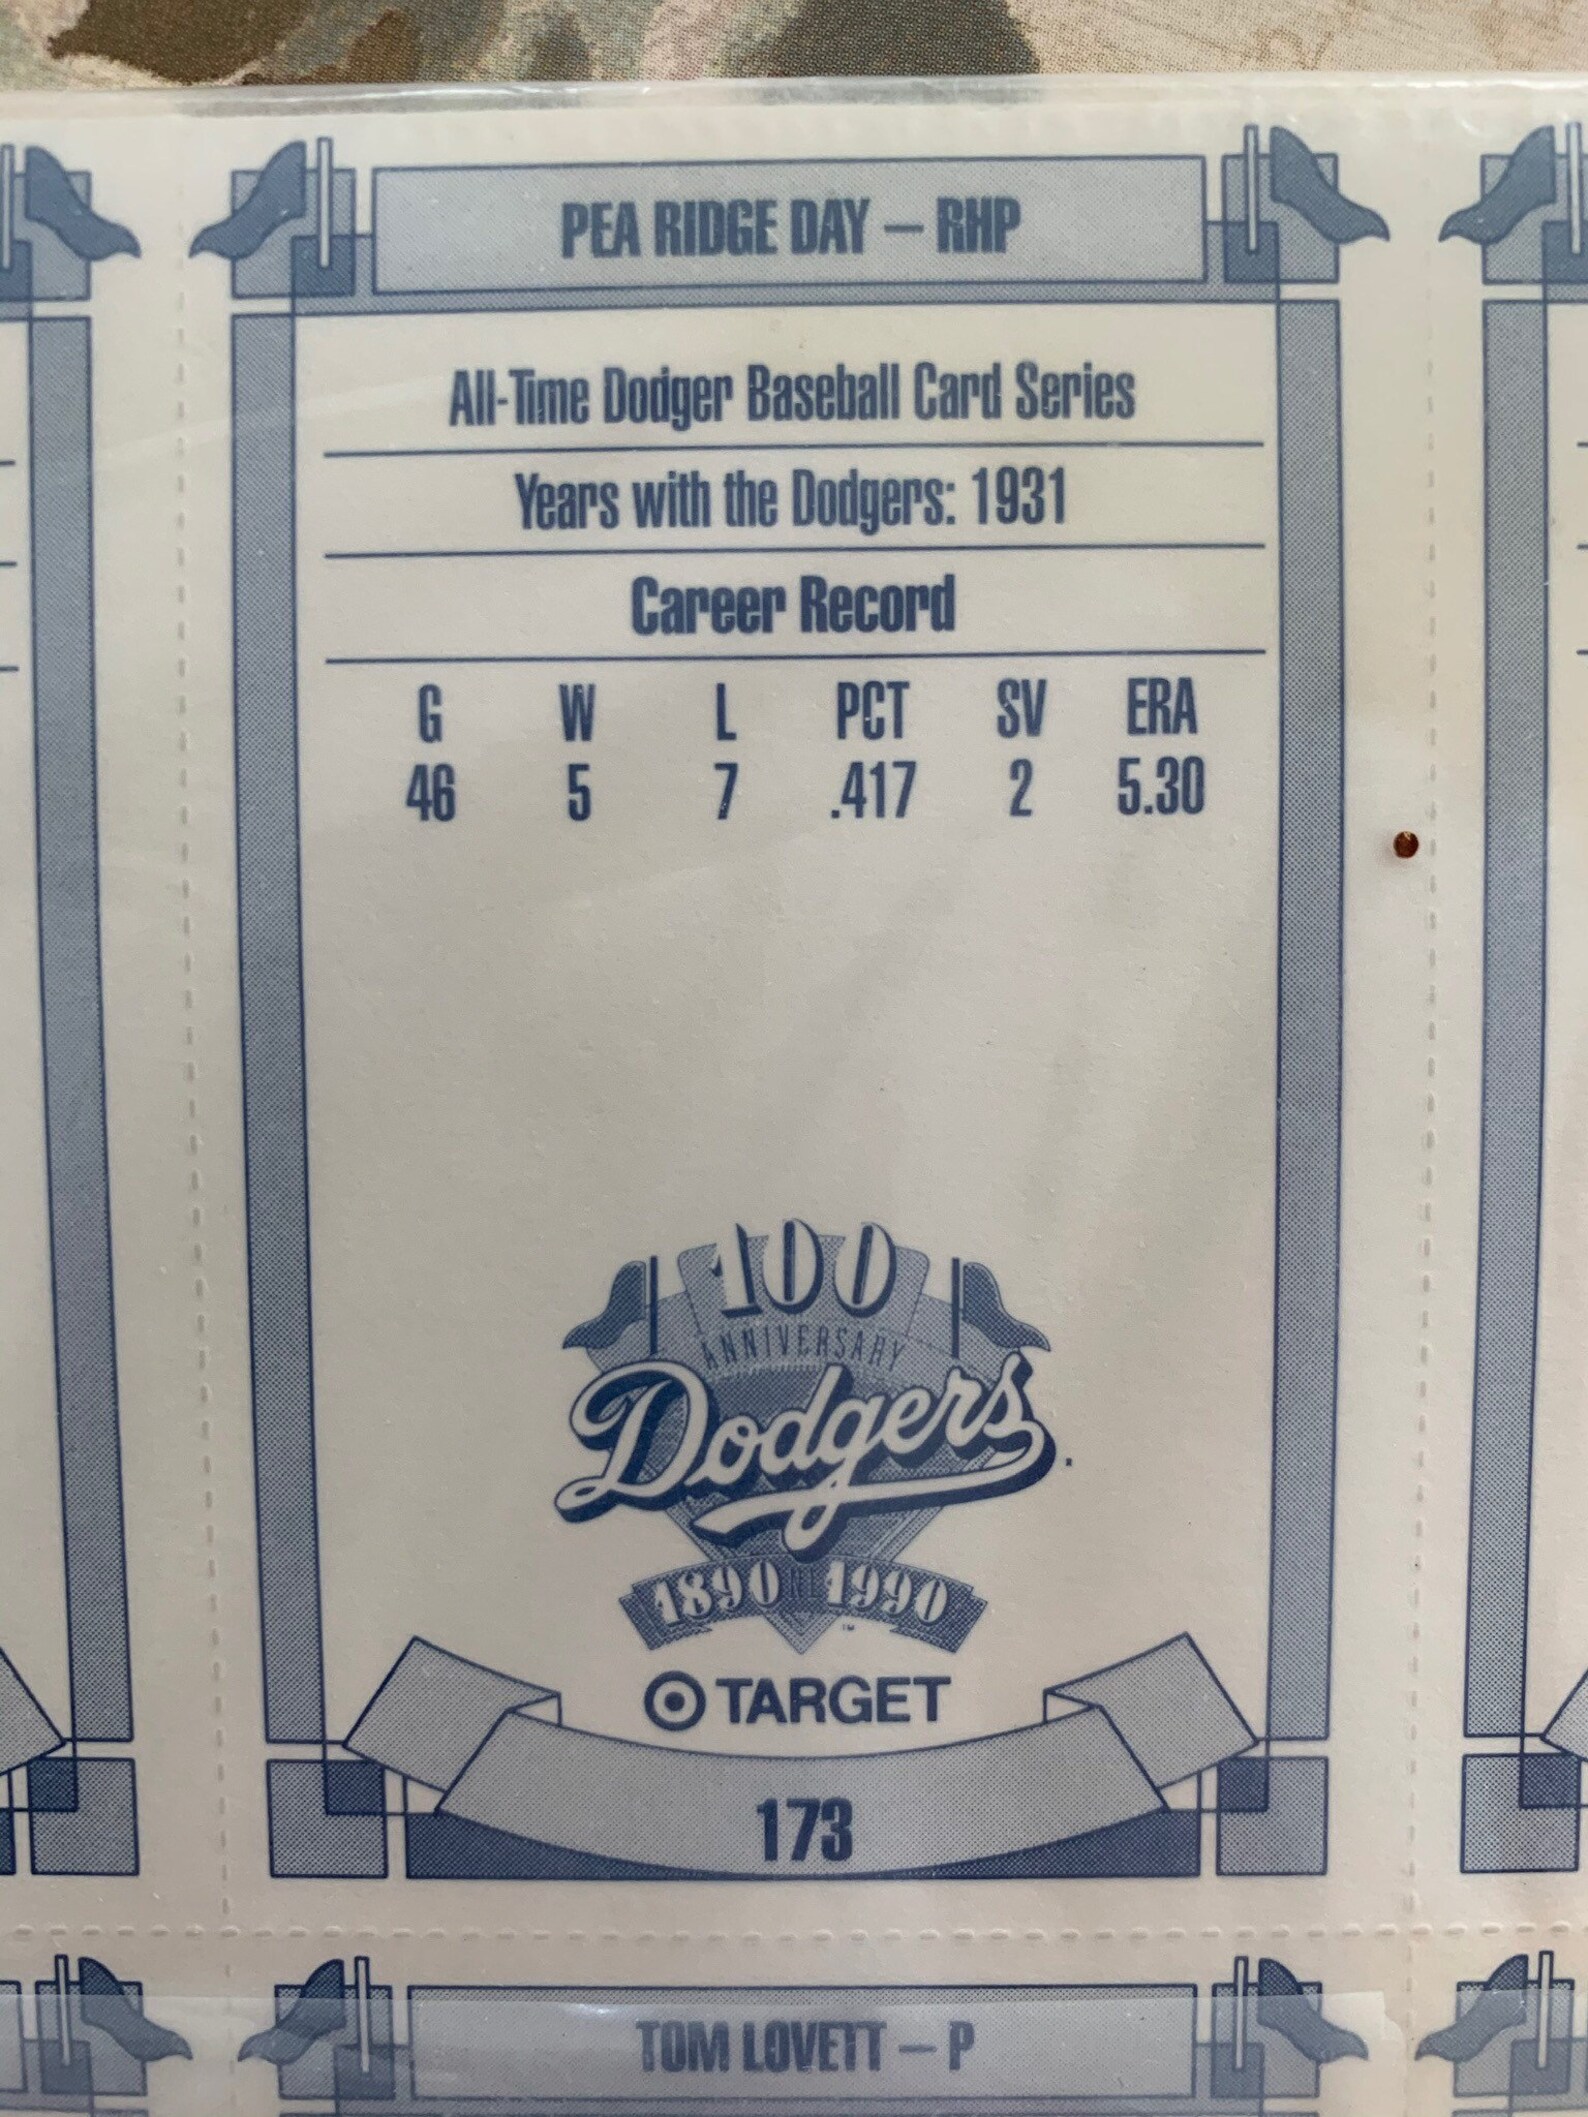 PEA RIDGE DAY – RHP
All-Time Dodger Baseball Card Series
Years with the Dodgers: 1931
Career Record
G W L PCT SV ERA
46 5 7 .417 2 5.30
100
ANNIVERSARY
Dodgers
1890 1990
TARGET
173
TOM LOVETT – P